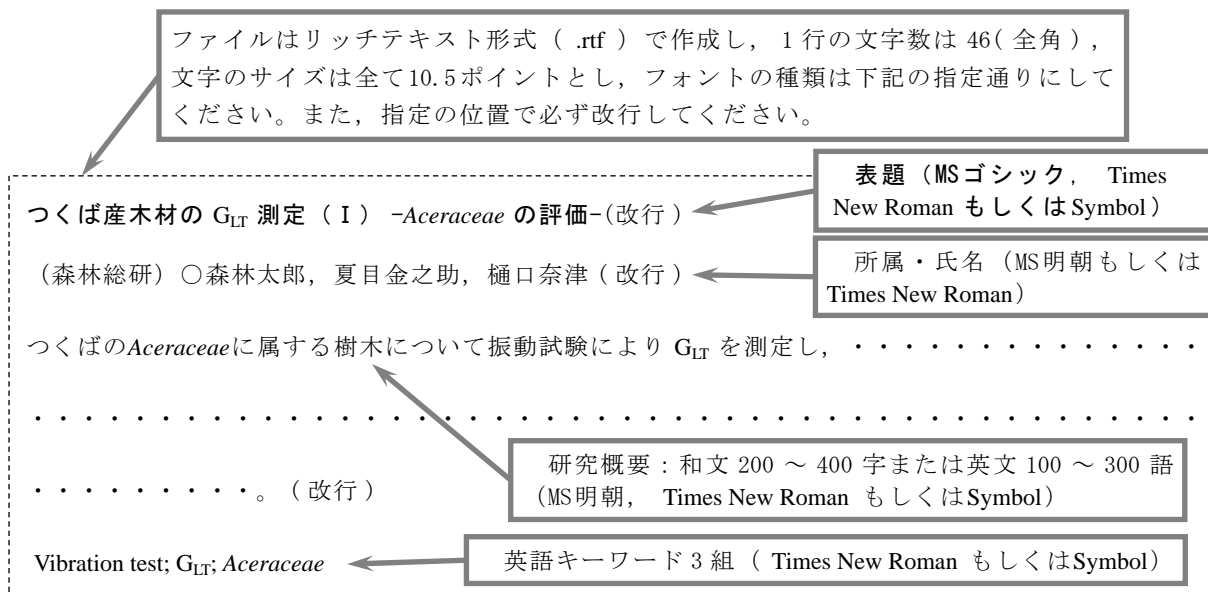 ファイルはリッチテキスト形式（ .rtf ）で作成し，1 行の文字数は 46( 全角 ) ，
文字のサイズは全て10.5ポイントとし，フォントの種類は下記の指定通りにして
ください。また，指定の位置で必ず改行してください。
表題（MSゴシック， Times
New Roman もしくは Symbol ）
つくば産木材の GLT 測定（Ⅰ） −Aceraceae の評価−(改行 )
所属・氏名（MS明朝もしくは
Times New Roman）
（森林総研）○森林太郎，夏目金之助，樋口奈津 ( 改行 )
つくばのAceraceaeに属する樹木について振動試験により GLT を測定し，・・・・・・・・・・・・・・・
・・・・・・・・・・・・・・・・・・・・・・・・・・・・・・・・・・・・・・・・・・・・・・
研究概要：和文 200 ～ 400 字または英文 100 ～ 300 語
（MS明朝， Times New Roman もしくはSymbol）
・・・・・・・・・・。( 改行 )
Vibration test; GLT; Aceraceae
英語キーワード 3 組（ Times New Roman もしくはSymbol）